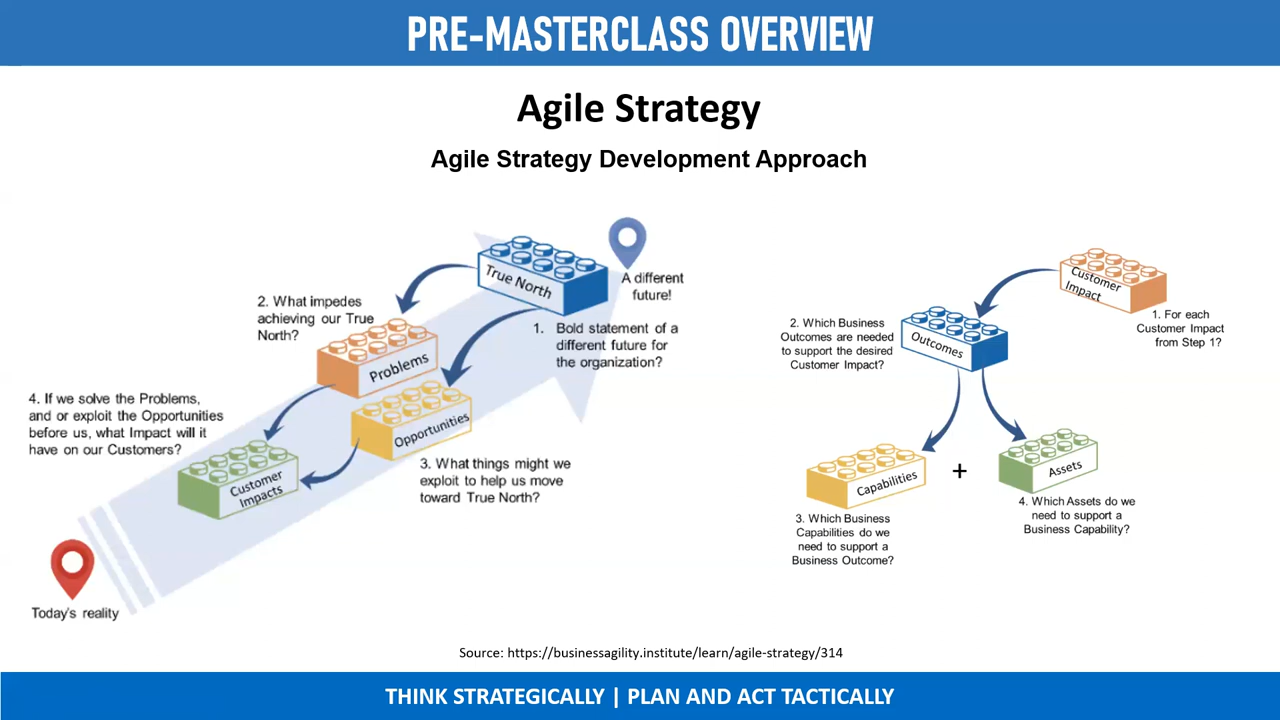 PRE-MASTERCLASS OVERVIEW
Agile Strategy
Agile Strategy Development Approach
True North
A different
future!
1. Bold statement of a
different future for
the organization?
2. What impedes
achieving our True
North?
Problems
Opportunities
3. What things might we
exploit to help us move
toward True North?
4. If we solve the Problems,
and or exploit the Opportunities
before us, what Impact will it
have on our Customers?
Customer
Impacts
Today's reality
Customer
Impact
1. For each
Customer Impact
from Step 1?
2. Which Business
Outcomes are needed
to support the desired
Customer Impact?
Outcomes
Capabilities
+
Assets
3. Which Business
Capabilities do we
need to support a
Business Outcome?
4. Which Assets do we
need to support a
Business Capability?
Source: https://businessagility.institute/learn/agile-strategy/314
THINK STRATEGICALLY | PLAN AND ACT TACTICALLY